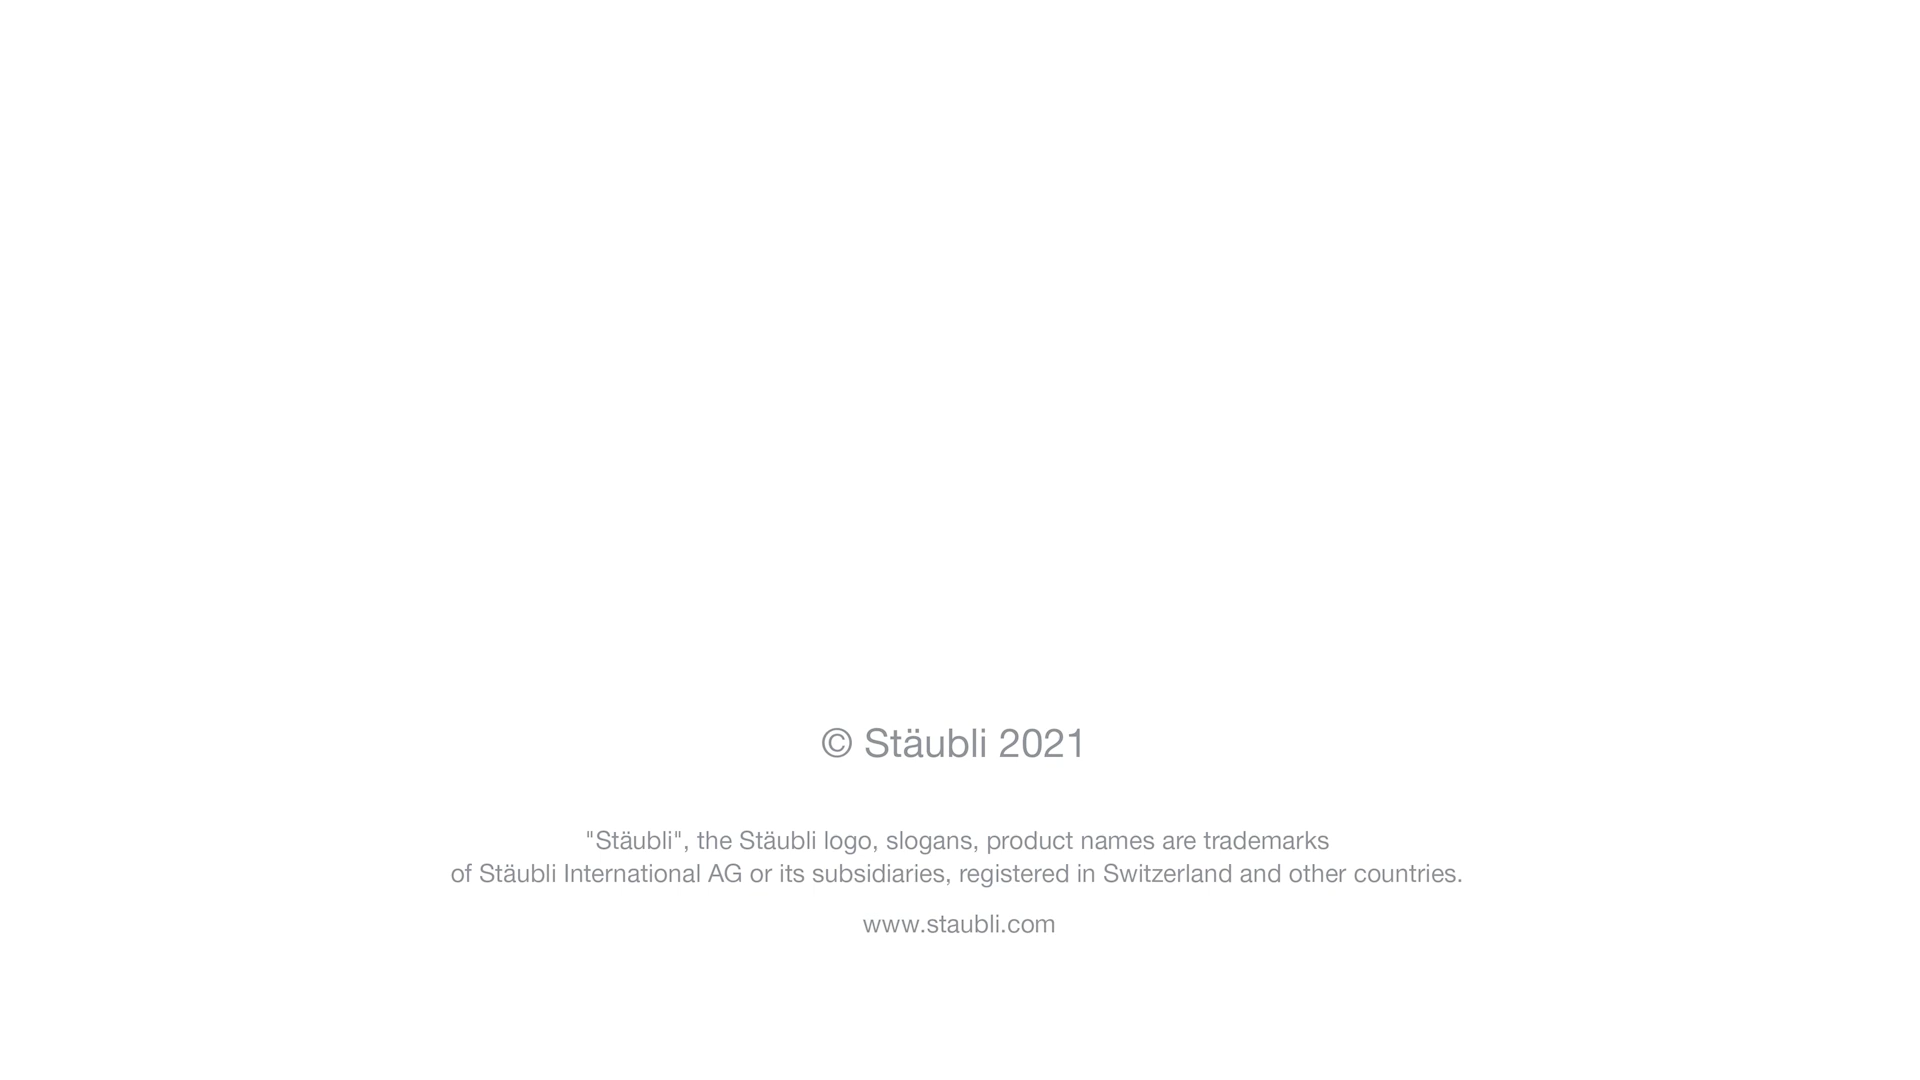 © Stäubli 2021
"Stäubli", the Stäubli logo, slogans, product names are trademarks
of Stäubli International AG or its subsidiaries, registered in Switzerland and other countries.
www.staubli.com